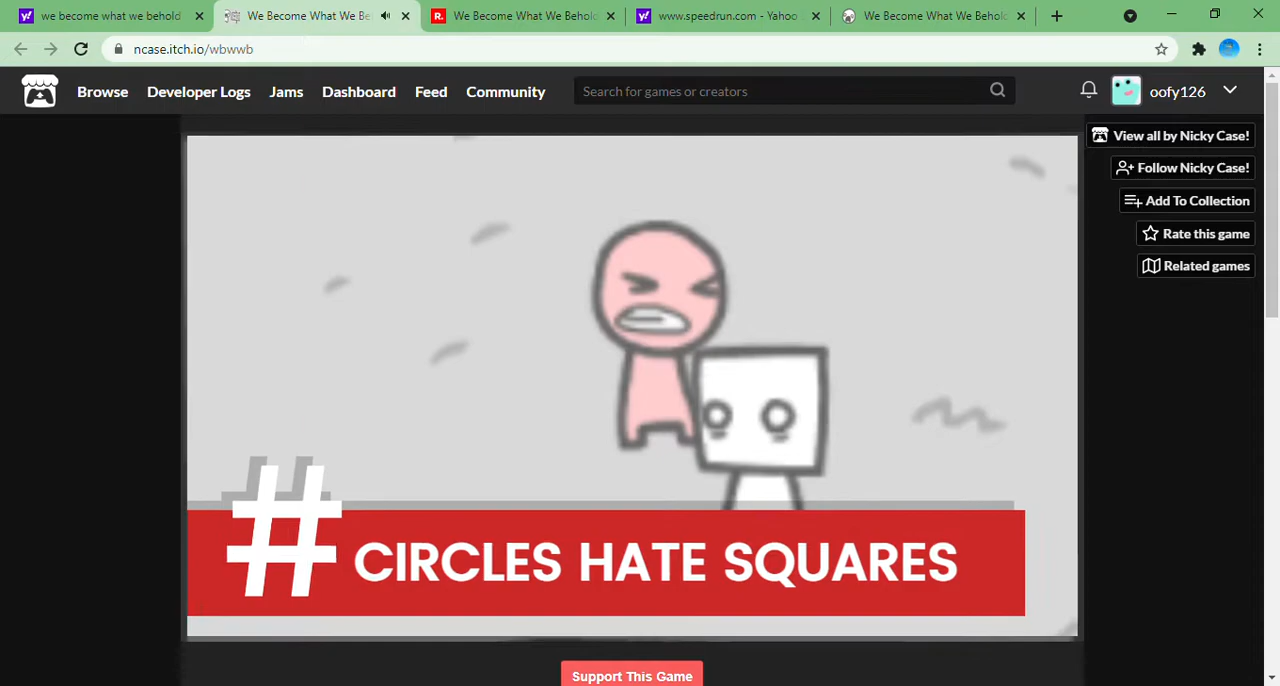 we become what we behold
We Become What We Be
We Become What We Behol
www.speedrun.com - Yahoo
We Become What We Behol
ncase.itch.io/wbwwb
Browse
Developer Logs
Jams
Dashboard
Feed
Community
Search for games or creators
oofy126
View all by Nicky Case!
Follow Nicky Case!
Add To Collection
Rate this game
Related games
# CIRCLES HATE SQUARES
Support This Game